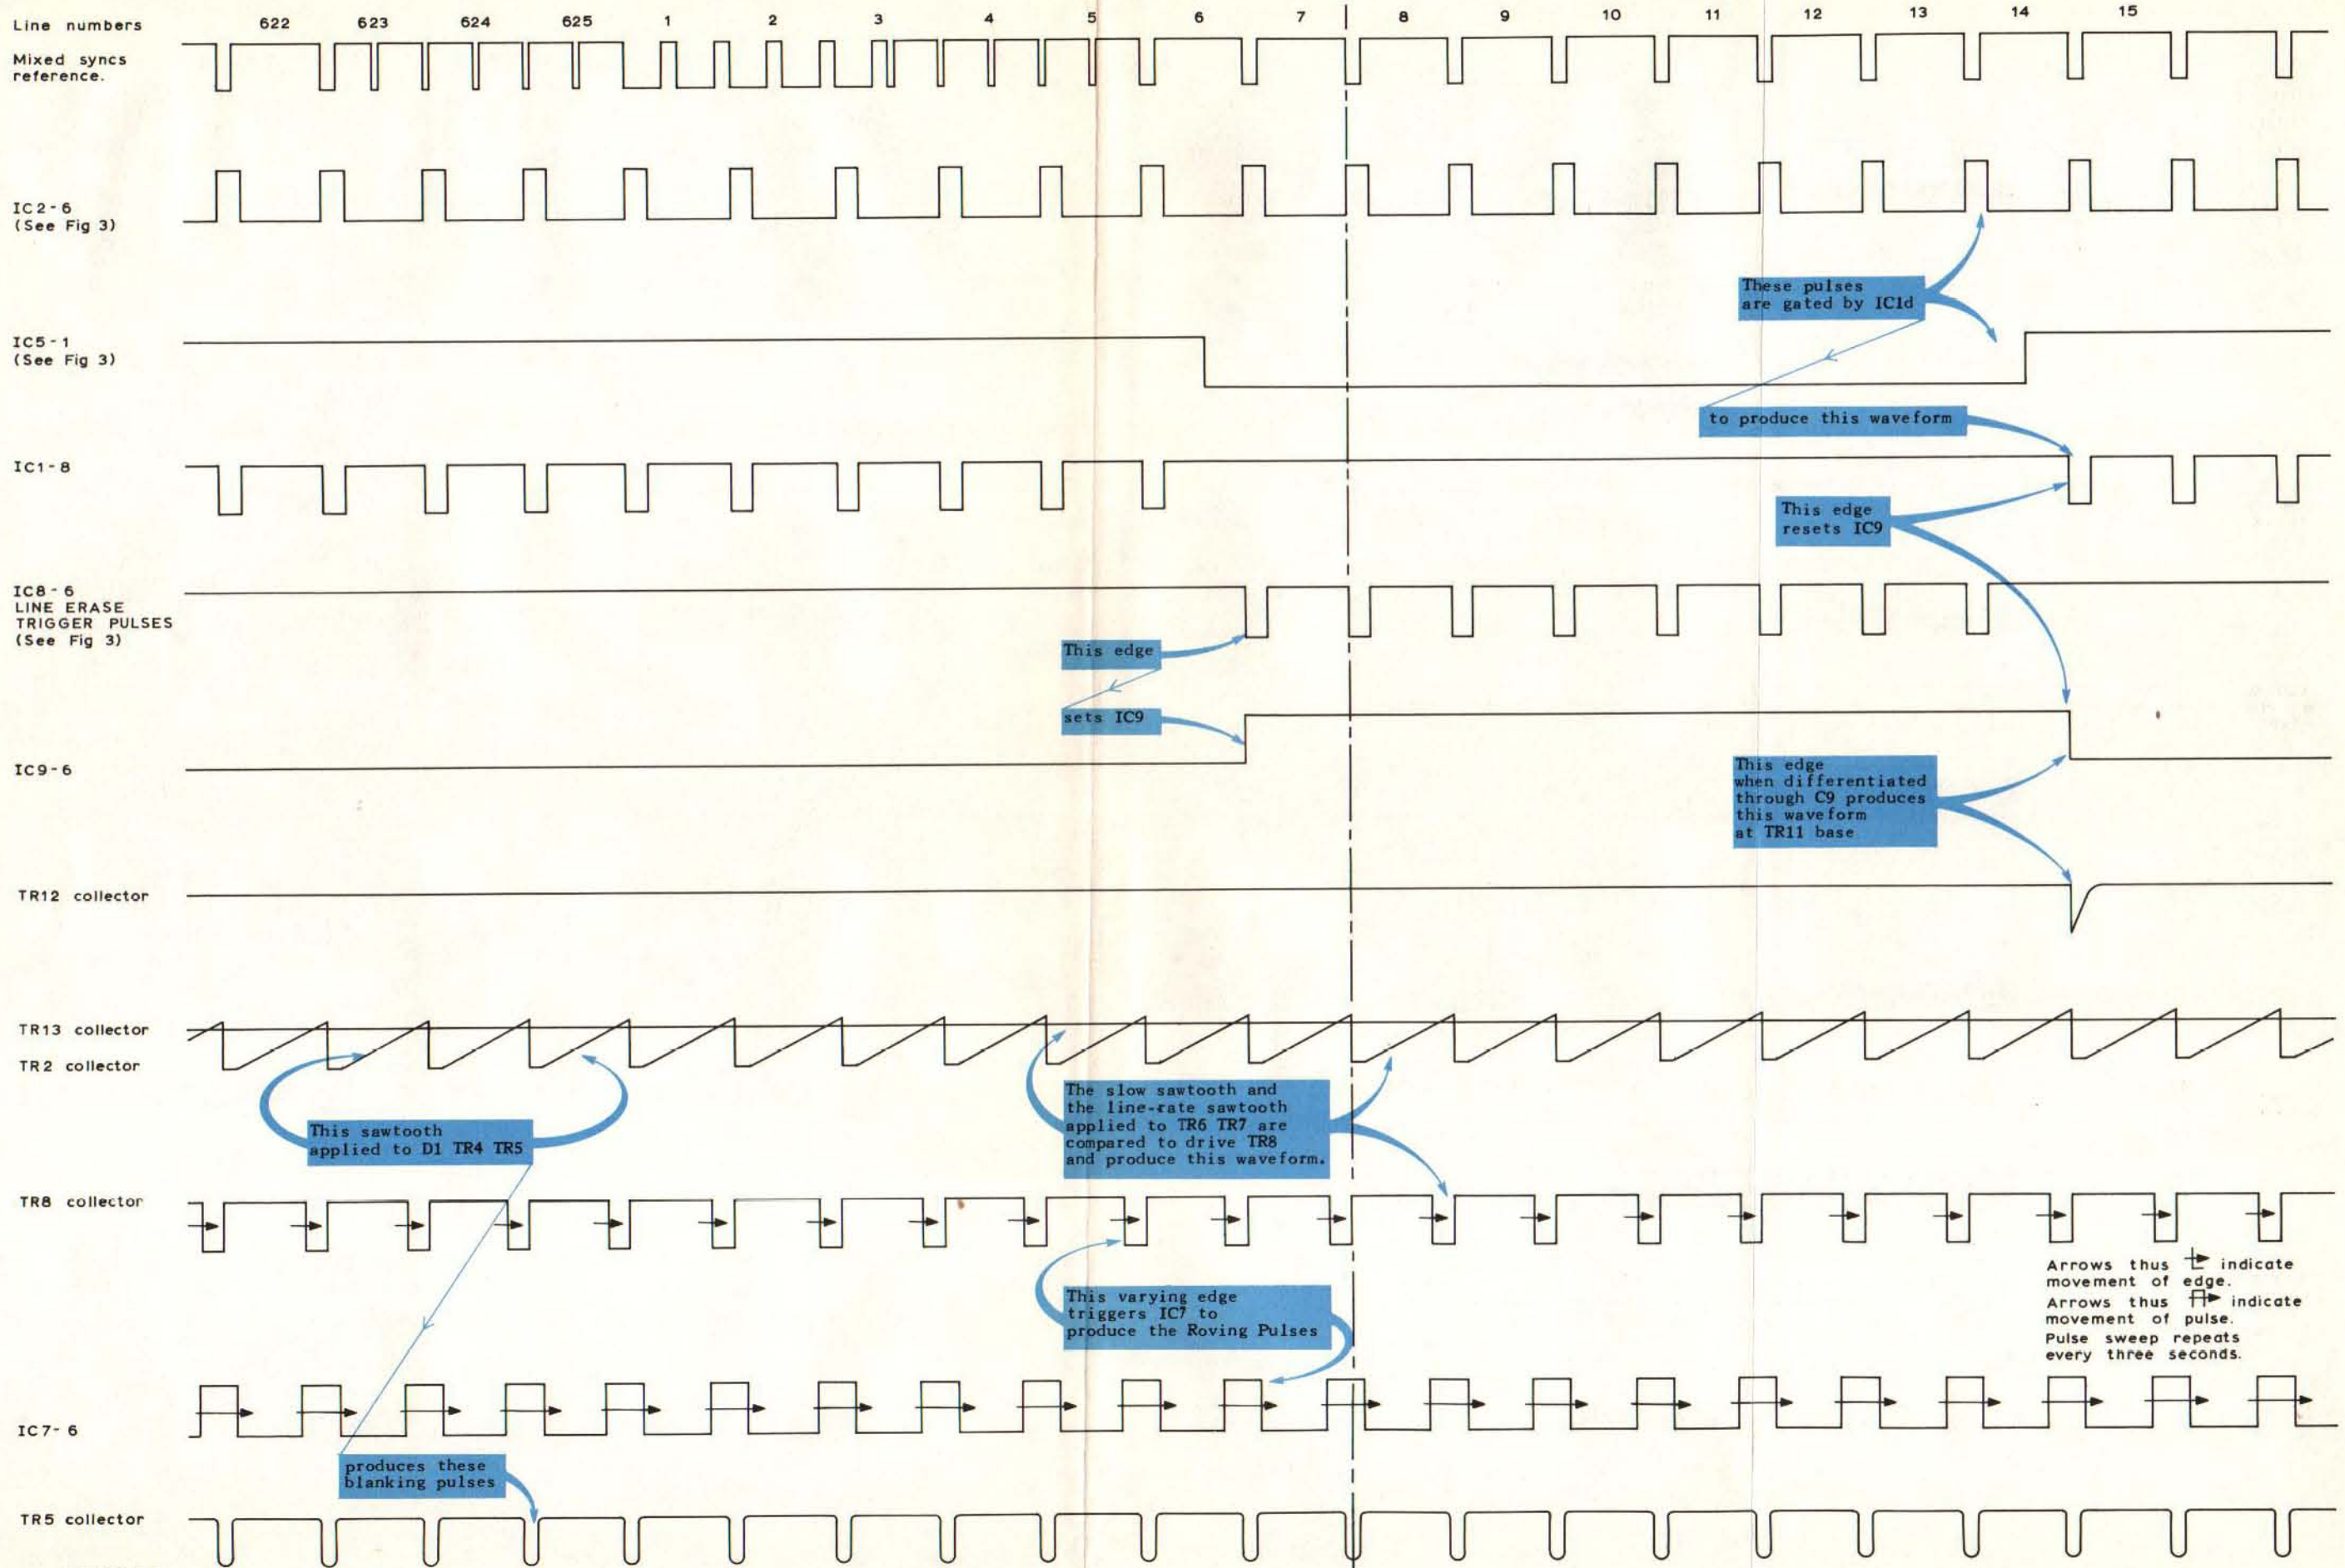 Line numbers 622 623 624 625 1 2 3 4 5 6 7 8 9 10 11 12 13 14 15
Mixed syncs
reference.
IC2-6
(See Fig 3)
These pulses
are gated by IC1d
IC5-1
(See Fig 3)
to produce this waveform
IC1-8
This edge
resets IC9
IC8-6
LINE ERASE
TRIGGER PULSES
(See Fig 3)
This edge
sets IC9
IC9-6
This edge
when differentiated
through C9 produces
this waveform
at TR11 base
TR12 collector
TR13 collector
TR2 collector
The slow sawtooth and
the line-rate sawtooth
applied to TR6 TR7 are
compared to drive TR8
and produce this waveform.
This sawtooth
applied to D1 TR4 TR5
TR8 collector
Arrows thus indicate
movement of edge.
Arrows thus indicate
movement of pulse.
Pulse sweep repeats
every three seconds.
This varying edge
triggers IC7 to
produce the Roving Pulses
IC7-6
produces these
blanking pulses
TR5 collector